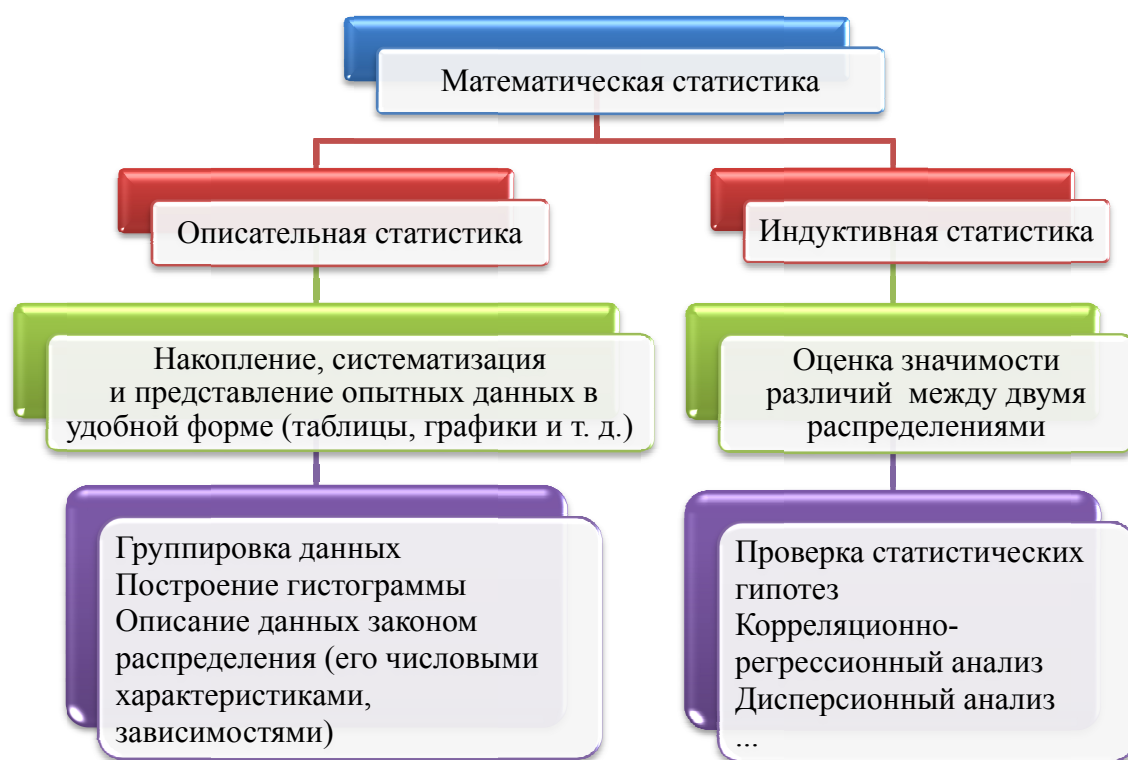 Математическая статистика
Описательная статистика
Индуктивная статистика
Накопление, систематизация
и представление опытных данных в
удобной форме (таблицы, графики и т. д.)
Оценка значимости
различий между двумя
распределениями
Группировка данных
Построение гистограммы
Описание данных законом
распределения (его числовыми
характеристиками,
зависимостями)
Проверка статистических
гипотез
Корреляционно-
регрессионный анализ
Дисперсионный анализ
...